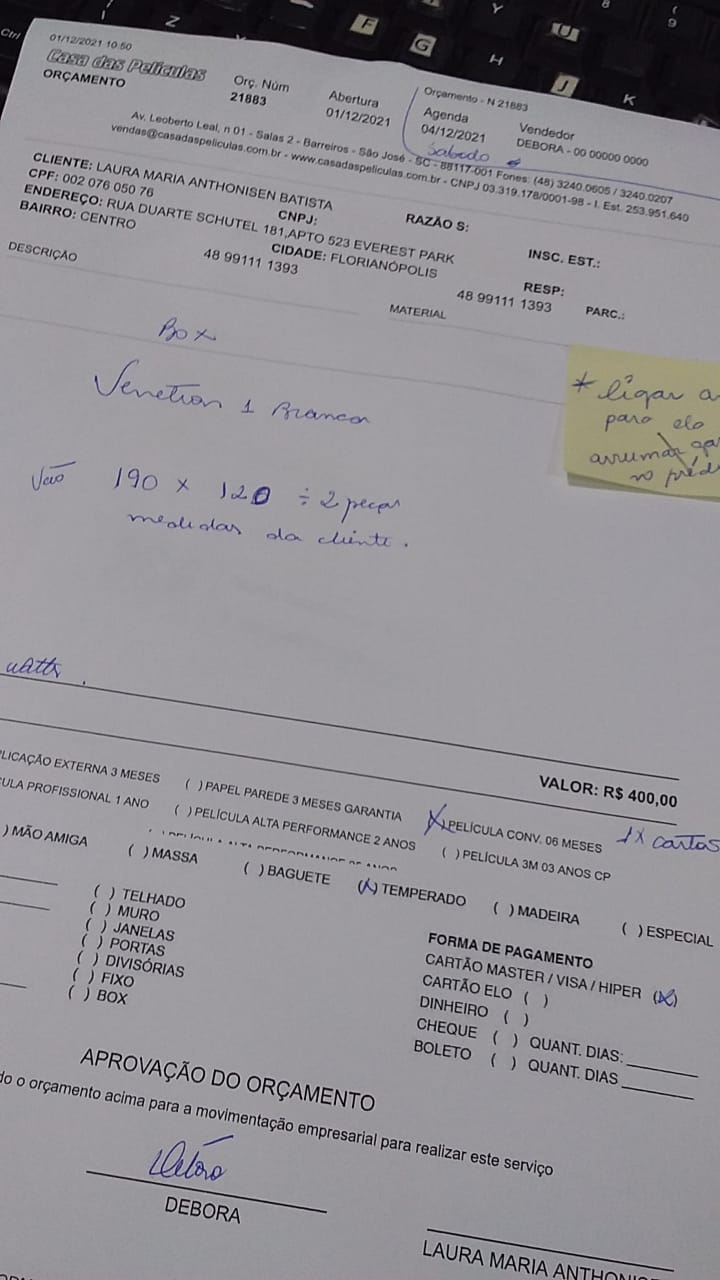 01/12/2021 10:50
Casa das Películas
ORÇAMENTO
Orç. Núm
21883
Abertura
01/12/2021
Orçamento - N 21883
Agenda
04/12/2021
Sabado
Vendedor
DEBORA - 00 00000 0000
Av. Leoberto Leal, n 01 - Salas 2 - Barreiros - São José - SC - 88117-001 Fones: (48) 3240.0605 / 3240.0207
vendas@casadaspeliculas.com.br - www.casadaspeliculas.com.br - CNPJ 03.319.178/0001-98 - I. Est. 253.951.640
CLIENTE: LAURA MARIA ANTHONISEN BATISTA
CPF: 002 076 050 76
CNPJ:
RAZÃO S:
INSC. EST.:
ENDEREÇO: RUA DUARTE SCHUTEL 181,APTO 523 EVEREST PARK
BAIRRO: CENTRO
CIDADE: FLORIANÓPOLIS
RESP:
48 99111 1393
48 99111 1393
PARC.:
DESCRIÇÃO
MATERIAL
Box
Venetian 1 Branca
* ligar a
para ela
arrumar
no préd
Vão 190 x 120 ÷ 2 peças
medidas da cliente.
watts
VALOR: R$ 400,00
LICAÇÃO EXTERNA 3 MESES
( ) PAPEL PAREDE 3 MESES GARANTIA
PELÍCULA CONV. 06 MESES
1x cartão
CULA PROFISSIONAL 1 ANO
( ) PELÍCULA ALTA PERFORMANCE 2 ANOS
( ) PELÍCULA 3M 03 ANOS CP
) MÃO AMIGA
( ) MASSA
( ) BAGUETE
(X) TEMPERADO
( ) MADEIRA
( ) ESPECIAL
( ) TELHADO
( ) MURO
( ) JANELAS
( ) PORTAS
( ) DIVISÓRIAS
( ) FIXO
( ) BOX
FORMA DE PAGAMENTO
CARTÃO MASTER / VISA / HIPER (X)
CARTÃO ELO ( )
DINHEIRO ( )
CHEQUE ( ) QUANT. DIAS:
BOLETO ( ) QUANT. DIAS
APROVAÇÃO DO ORÇAMENTO
do o orçamento acima para a movimentação empresarial para realizar este serviço
Debora
DEBORA
LAURA MARIA ANTHONISE